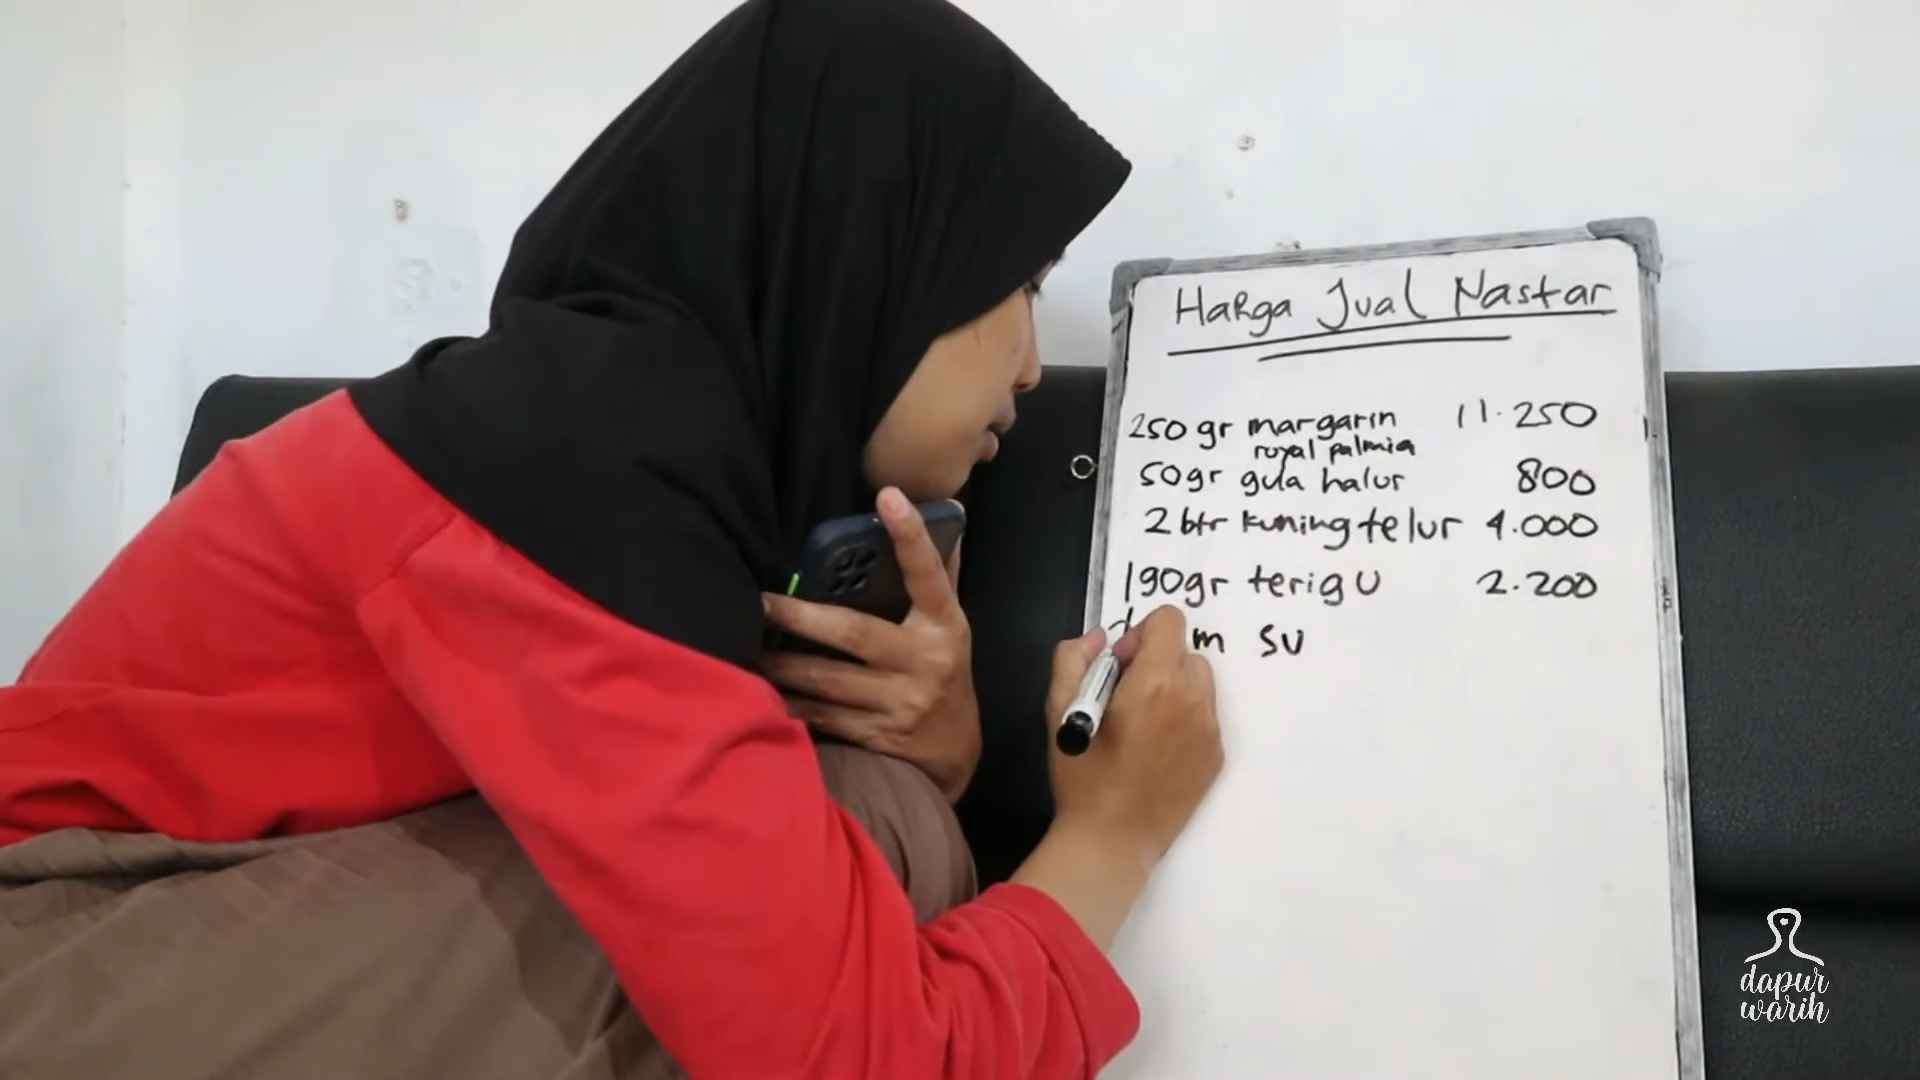 Harga Jual Nastar
250 gr margarin 11.250
royal palmia
50gr gula halus 800
2 btr kuning telur 4.000
190gr terigu 2.200
m su
dapur
warih